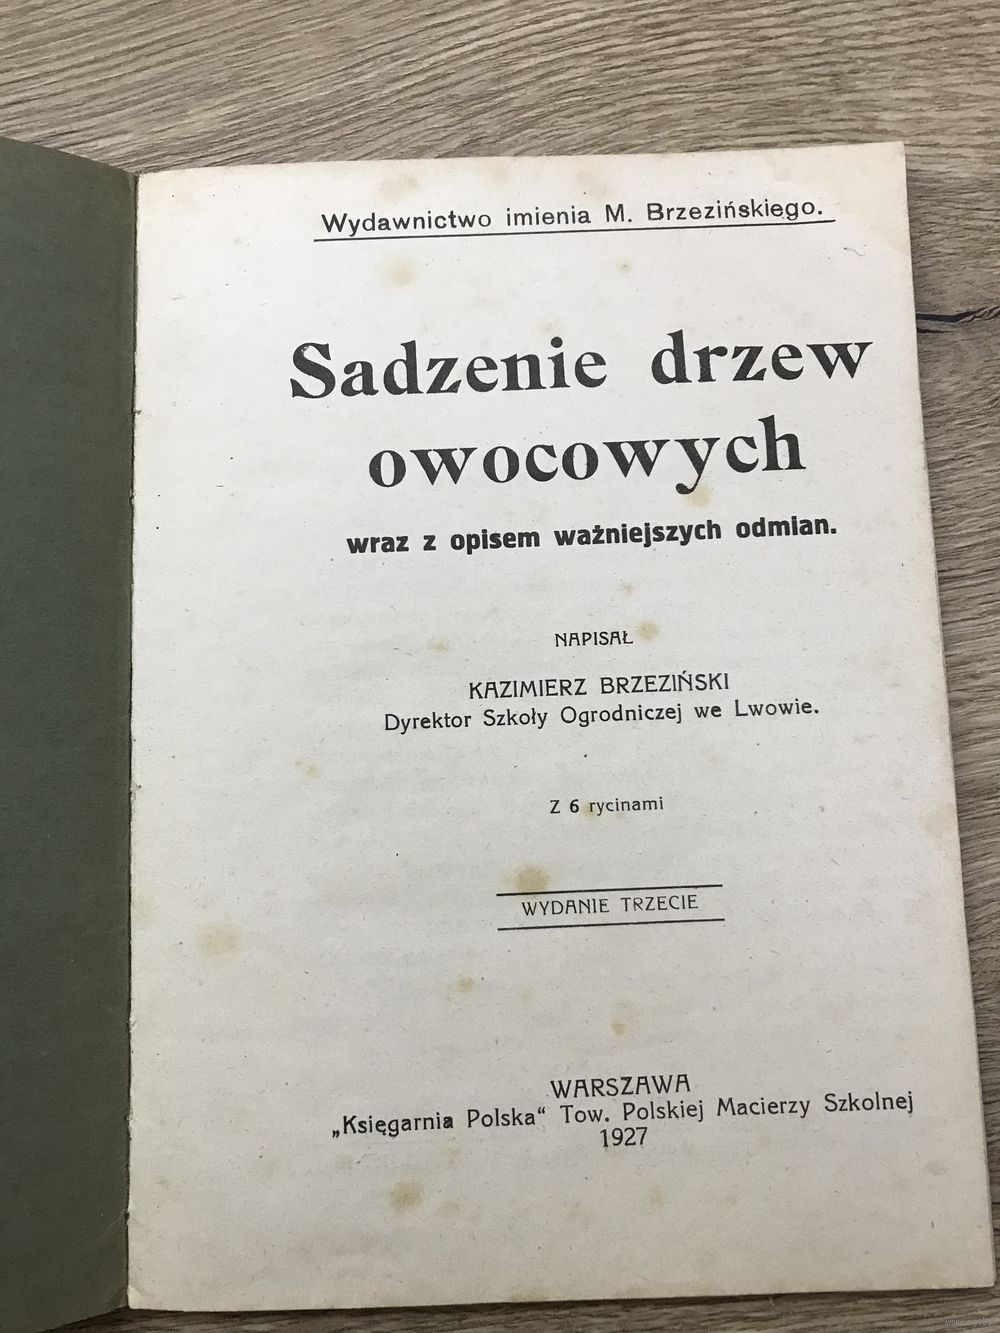 Wydawnictwo imienia M. Brzezińskiego.
Sadzenie drzew
owocowych
wraz z opisem ważniejszych odmian.
NAPISAŁ
KAZIMIERZ BRZEZIŃSKI
Dyrektor Szkoły Ogrodniczej we Lwowie.
Z 6 rycinami
WYDANIE TRZECIE
WARSZAWA
„Księgarnia Polska“ Tow. Polskiej Macierzy Szkolnej
1927